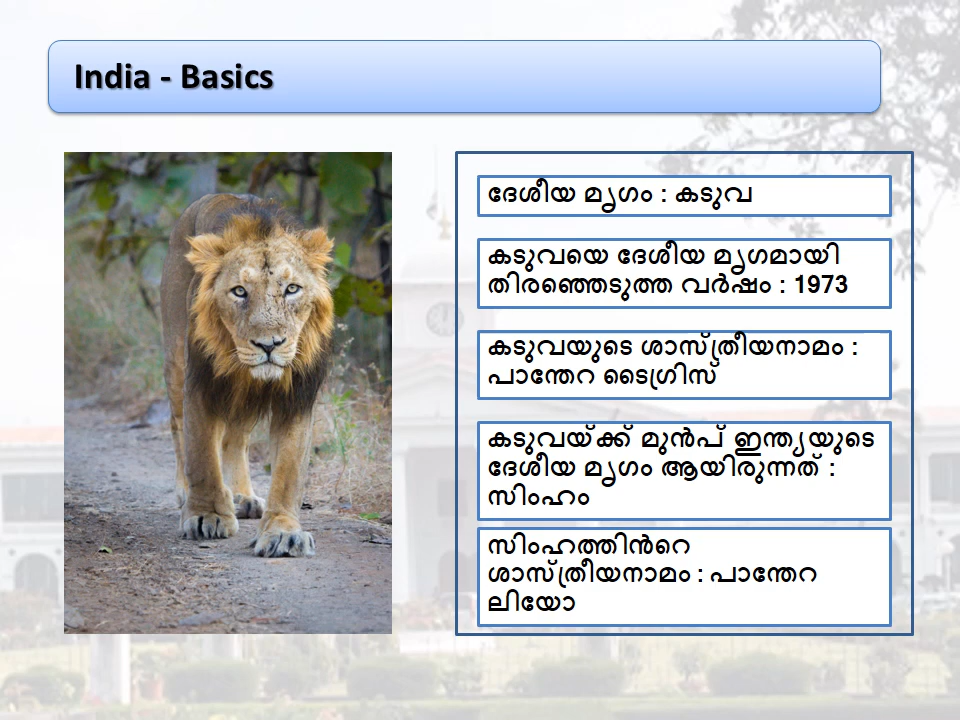 India - Basics
ദേശീയ മൃഗം : കടുവ
കടുവയെ ദേശീയ മൃഗമായി
തിരഞ്ഞെടുത്ത വർഷം : 1973
കടുവയുടെ ശാസ്ത്രീയനാമം :
പാന്തേറ ടൈഗ്രിസ്
കടുവയ്ക്ക് മുൻപ് ഇന്ത്യയുടെ
ദേശീയ മൃഗം ആയിരുന്നത് :
സിംഹം
സിംഹത്തിൻറെ
ശാസ്ത്രീയനാമം : പാന്തേറ
ലിയോ